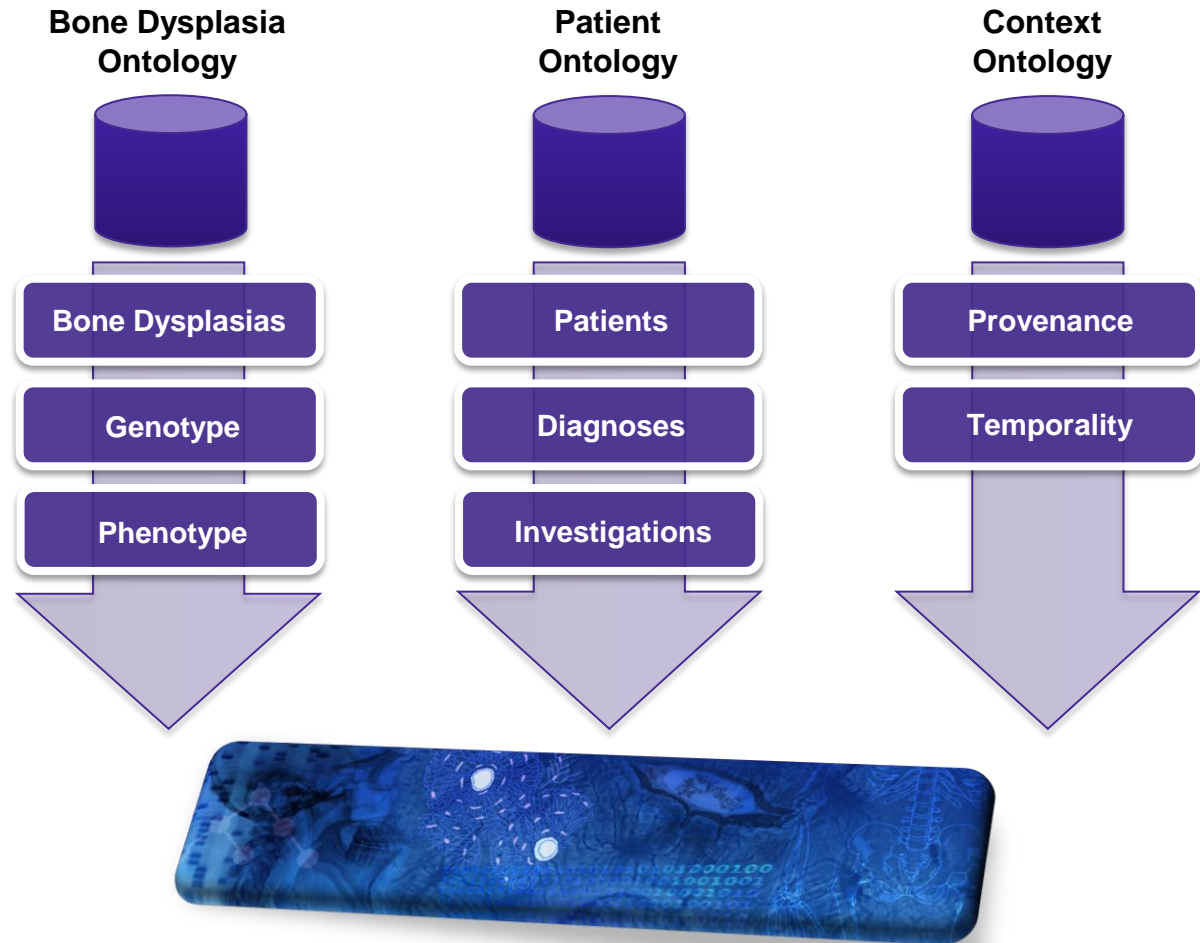 Bone Dysplasia
Ontology
Patient
Ontology
Context
Ontology
Bone Dysplasias
Patients
Provenance
Genotype
Diagnoses
Temporality
Phenotype
Investigations